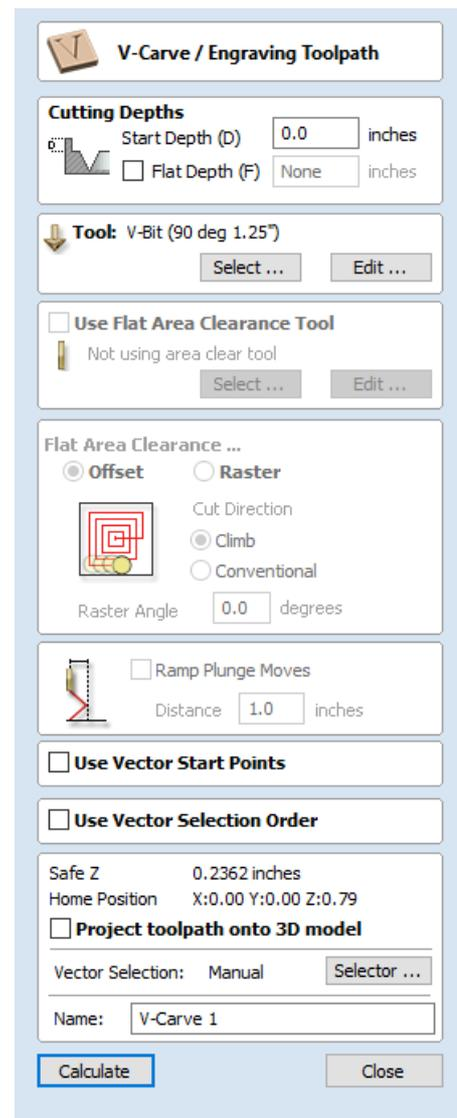 V-Carve / Engraving Toolpath
Cutting Depths
D
Start Depth (D) 0.0 inches
Flat Depth (F) None inches
Tool: V-Bit (90 deg 1.25")
Select ... Edit ...
Use Flat Area Clearance Tool
Not using area clear tool
Select ... Edit ...
Flat Area Clearance ...
Offset Raster
Cut Direction
Climb
Conventional
Raster Angle 0.0 degrees
Ramp Plunge Moves
Distance 1.0 inches
Use Vector Start Points
Use Vector Selection Order
Safe Z 0.2362 inches
Home Position X:0.00 Y:0.00 Z:0.79
Project toolpath onto 3D model
Vector Selection: Manual Selector ...
Name: V-Carve 1
Calculate Close